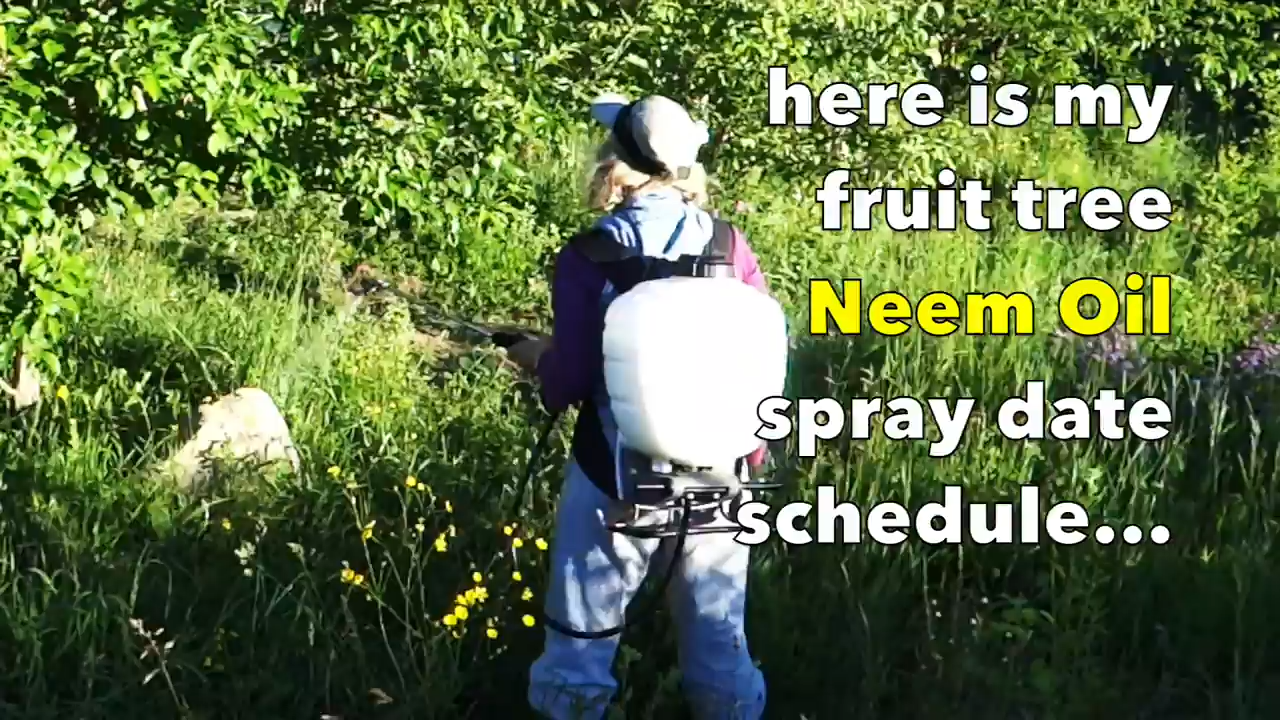 here is my
fruit tree
Neem Oil
spray date
schedule...